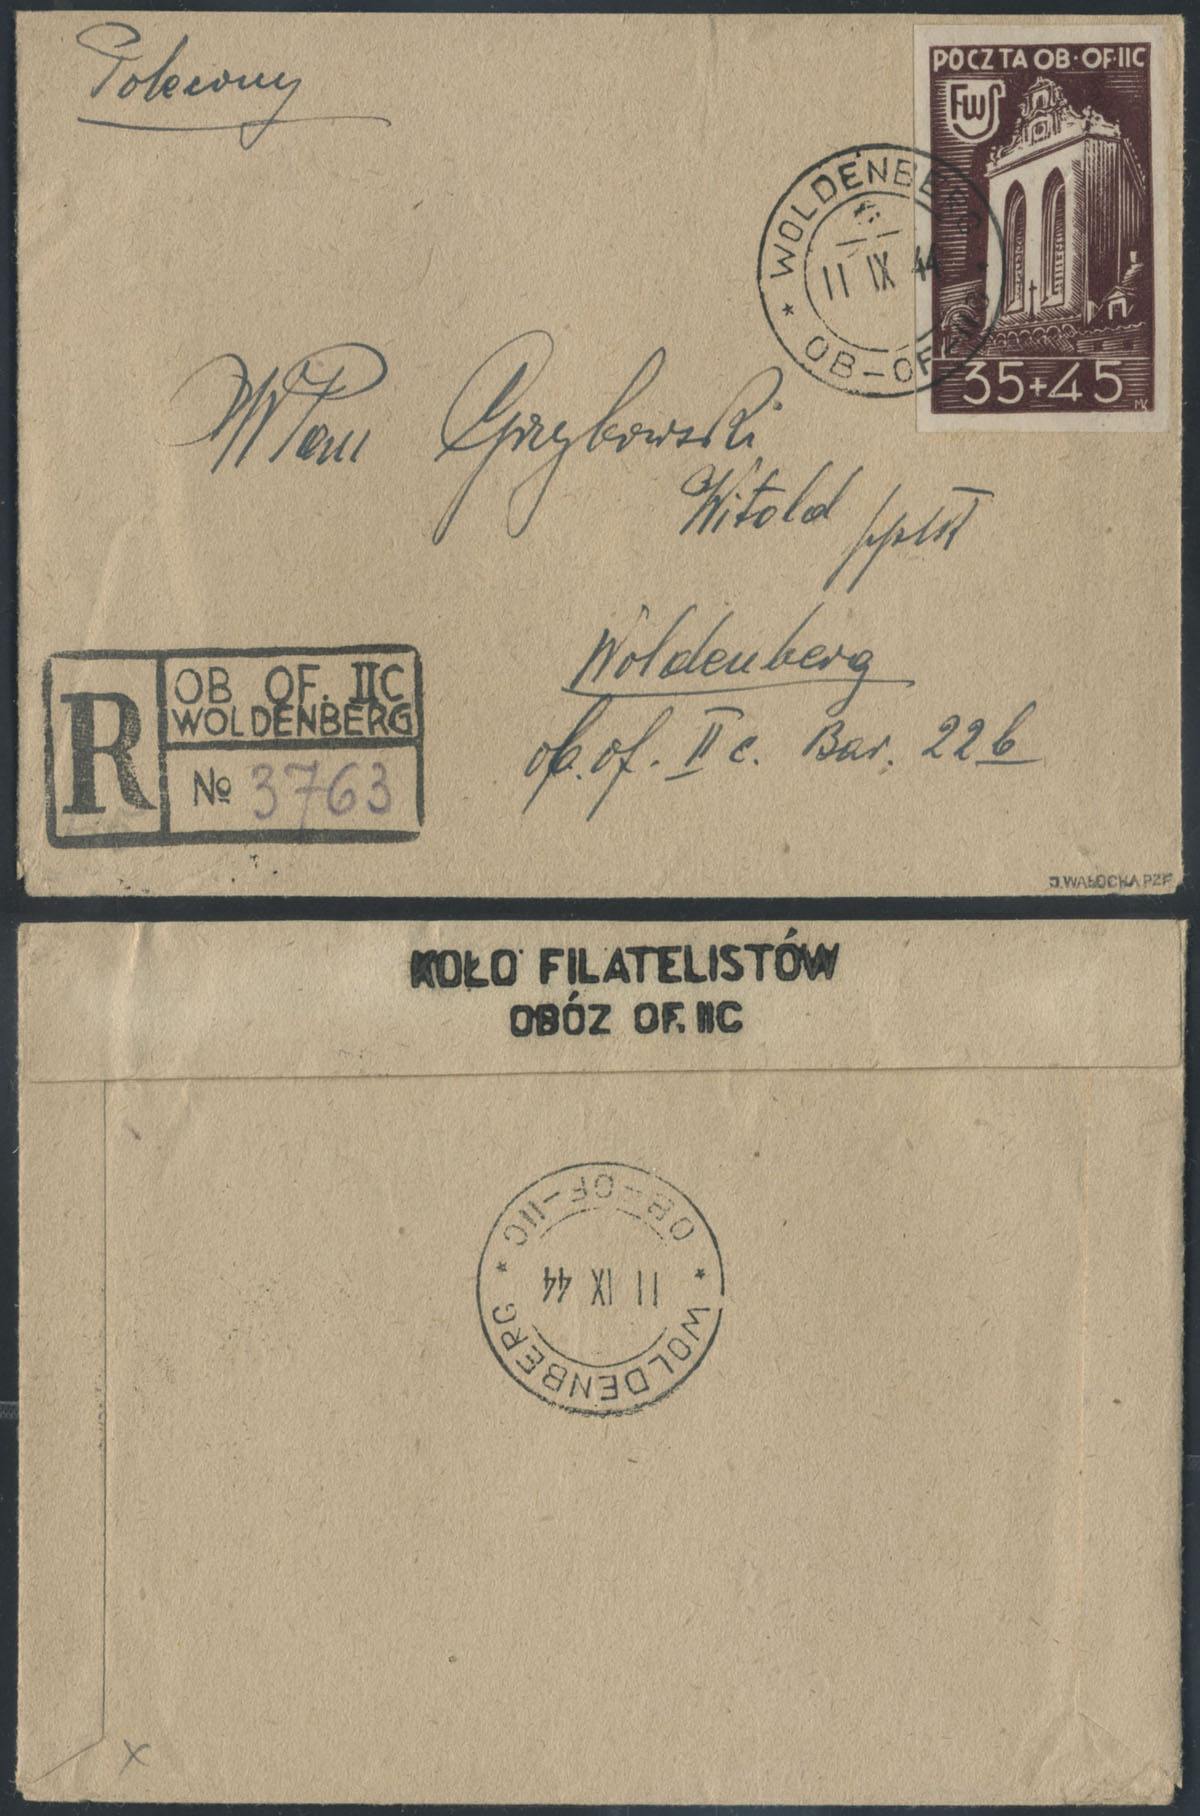 Polecony
POCZTA OB·OF·IIC
FWS
35+45
MK
* WOLDENBERG *
11 IX 44
OB–OF–IIC
WPan Grzybowski
Witold ppłk
Woldenberg
ob. of. II c. Bar. 22b
R
OB OF. IIC
WOLDENBERG
№ 3763
J. WAŁOCHA PZF
KOŁO FILATELISTÓW
OBÓZ OF. IIC
OB–OF–IIC
11 IX 44
* WOLDENBERG *
x